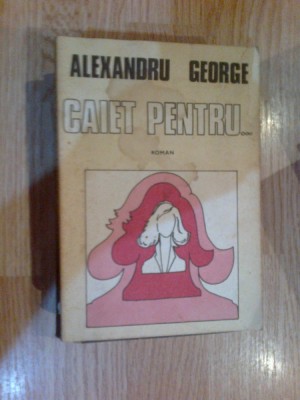 ALEXANDRU GEORGE
CAIET PENTRU...
ROMAN